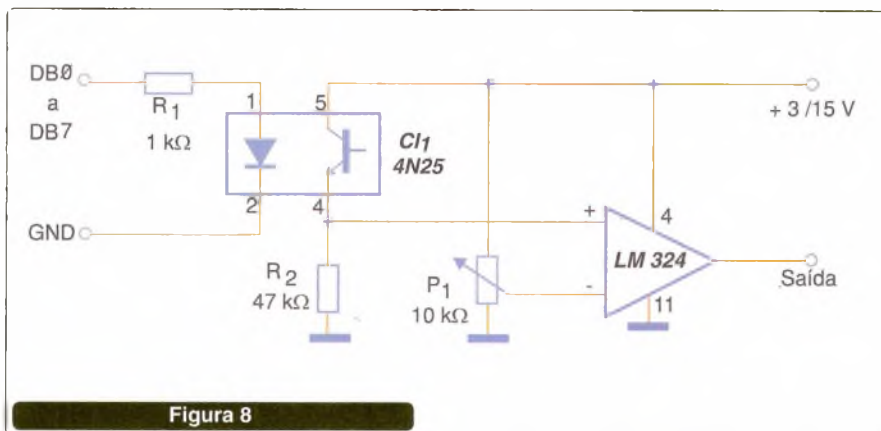 DBØ
a
DB7
R1
1 kΩ
1
5
CI1
4N25
2
4
GND
R2
47 kΩ
P1
10 kΩ
+
-
LM 324
4
11
+ 3 /15 V
Saída
Figura 8